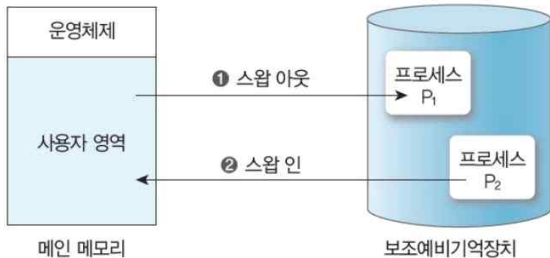 운영체제
❶ 스왑 아웃
프로세스
P₁
사용자 영역
❷ 스왑 인
프로세스
P₂
메인 메모리
보조예비기억장치